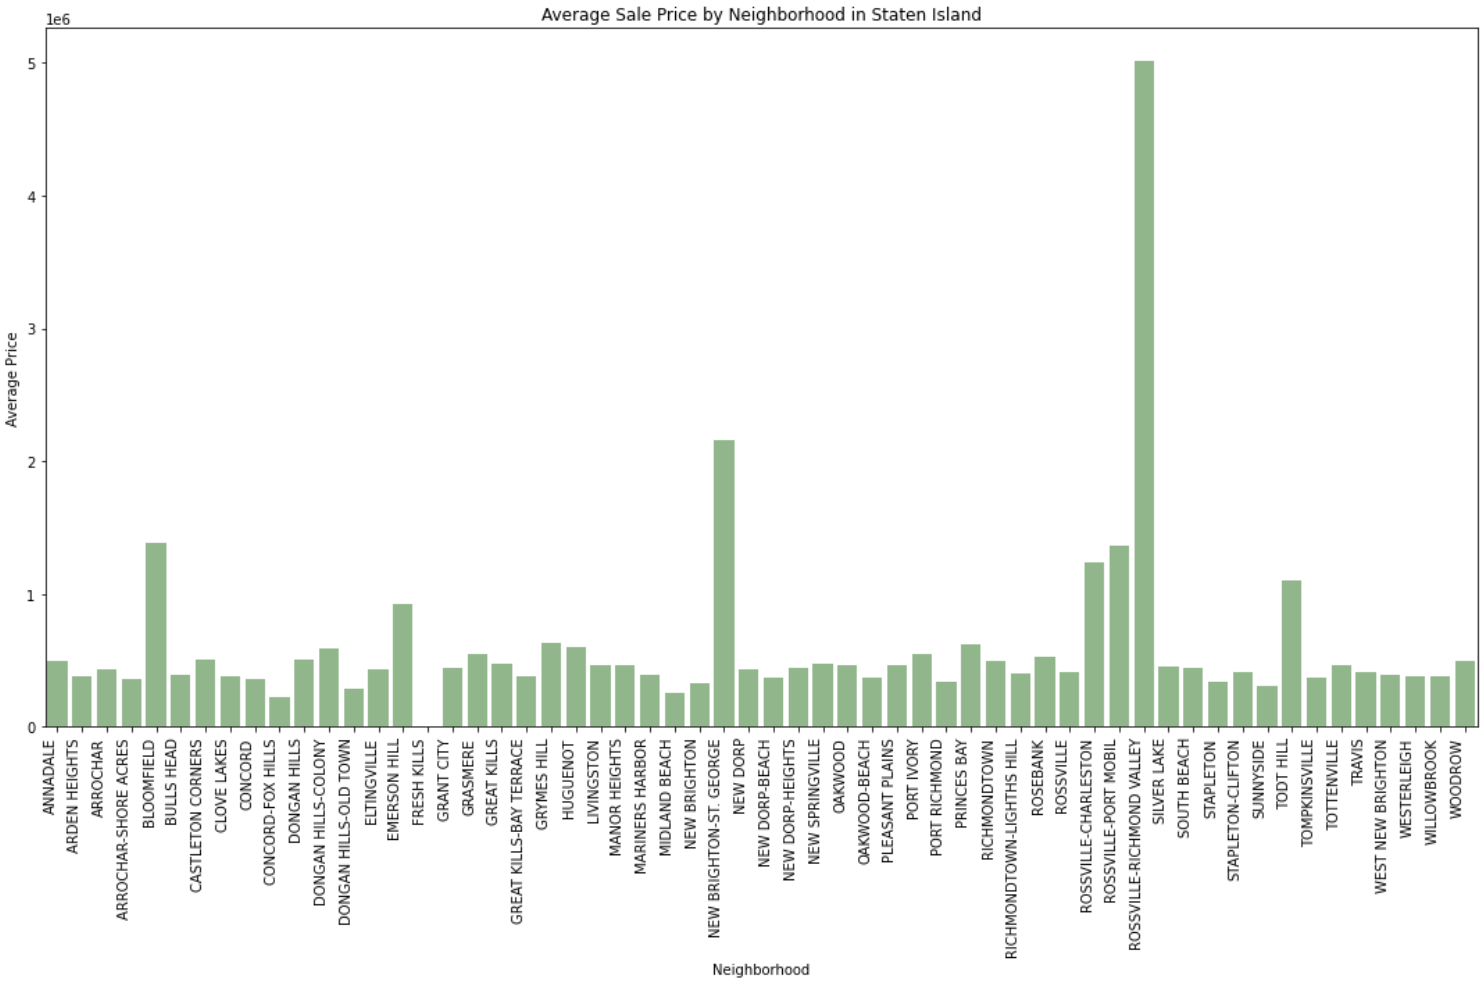 Average Sale Price by Neighborhood in Staten Island
1e6
5
4
3
2
1
0
Average Price
ANNADALE
ARDEN HEIGHTS
ARROCHAR
ARROCHAR-SHORE ACRES
BLOOMFIELD
BULLS HEAD
CASTLETON CORNERS
CLOVE LAKES
CONCORD
CONCORD-FOX HILLS
DONGAN HILLS
DONGAN HILLS-COLONY
DONGAN HILLS-OLD TOWN
ELTINGVILLE
EMERSON HILL
FRESH KILLS
GRANT CITY
GRASMERE
GREAT KILLS
GREAT KILLS-BAY TERRACE
GRYMES HILL
HUGUENOT
LIVINGSTON
MANOR HEIGHTS
MARINERS HARBOR
MIDLAND BEACH
NEW BRIGHTON
NEW BRIGHTON-ST. GEORGE
NEW DORP
NEW DORP-BEACH
NEW DORP-HEIGHTS
NEW SPRINGVILLE
OAKWOOD
OAKWOOD-BEACH
PLEASANT PLAINS
PORT IVORY
PORT RICHMOND
PRINCES BAY
RICHMONDTOWN
RICHMONDTOWN-LIGHTHS HILL
ROSEBANK
ROSSVILLE
ROSSVILLE-CHARLESTON
ROSSVILLE-PORT MOBIL
ROSSVILLE-RICHMOND VALLEY
SILVER LAKE
SOUTH BEACH
STAPLETON
STAPLETON-CLIFTON
SUNNYSIDE
TODT HILL
TOMPKINSVILLE
TOTTENVILLE
TRAVIS
WEST NEW BRIGHTON
WESTERLEIGH
WILLOWBROOK
WOODROW
Neighborhood